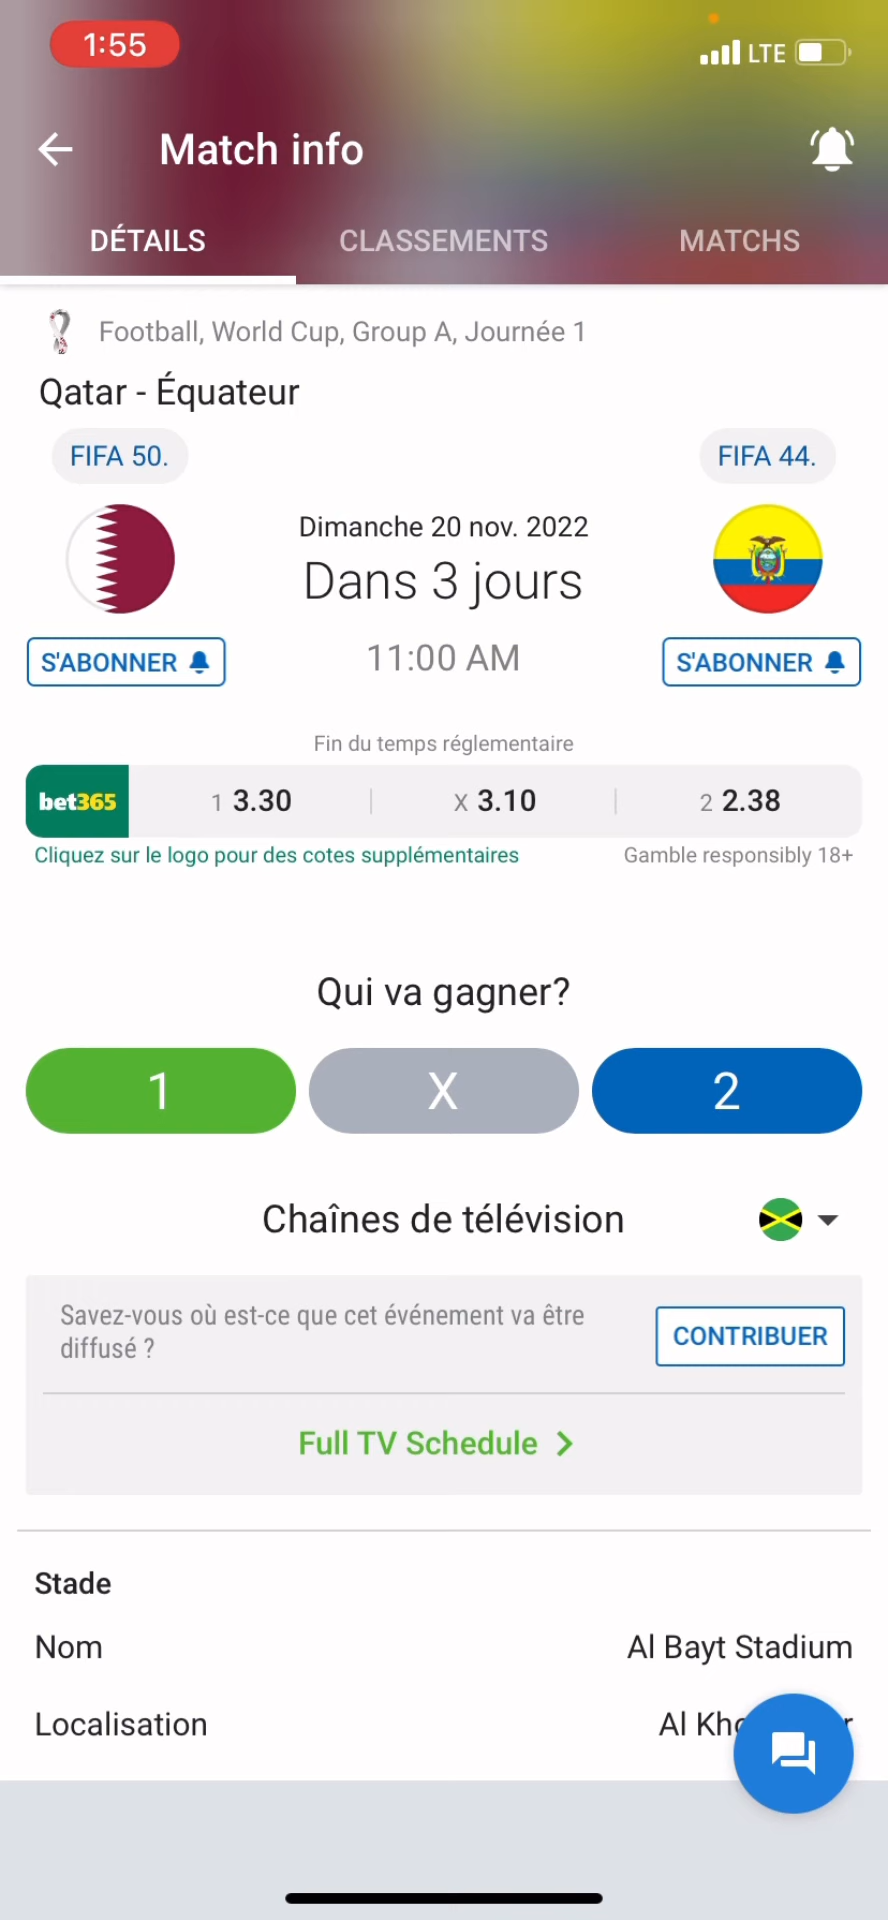 1:55
LTE
Match info
DÉTAILS
CLASSEMENTS
MATCHS
Football, World Cup, Group A, Journée 1
Qatar - Équateur
FIFA 50.
FIFA 44.
Dimanche 20 nov. 2022
Dans 3 jours
11:00 AM
S'ABONNER
S'ABONNER
Fin du temps réglementaire
bet365
1 3.30
X 3.10
2 2.38
Cliquez sur le logo pour des cotes supplémentaires
Gamble responsibly 18+
Qui va gagner?
1
X
2
Chaînes de télévision
Savez-vous où est-ce que cet événement va être
diffusé ?
CONTRIBUER
Full TV Schedule
Stade
Nom
Al Bayt Stadium
Localisation
Al